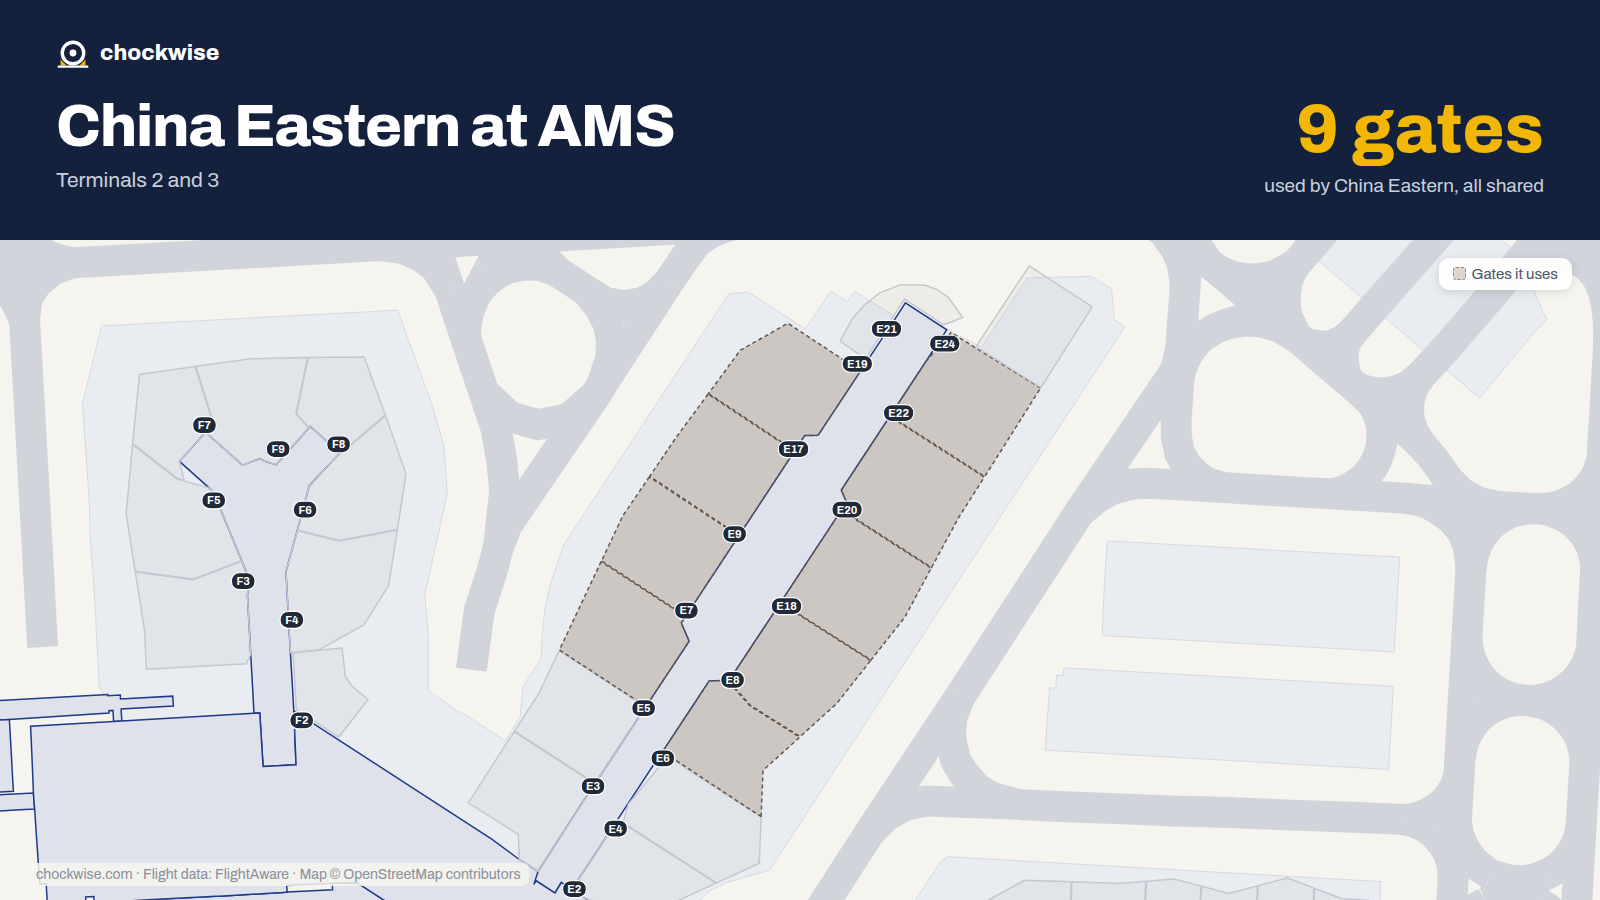 chockwise
China Eastern at AMS
Terminals 2 and 3
9 gates
used by China Eastern, all shared
Gates it uses
E21
E24
E19
E22
F7
F9
F8
E17
F5
F6
E20
E9
F3
E7
E18
F4
E8
E5
F2
E6
E3
E4
E2
chockwise.com · Flight data: FlightAware · Map © OpenStreetMap contributors